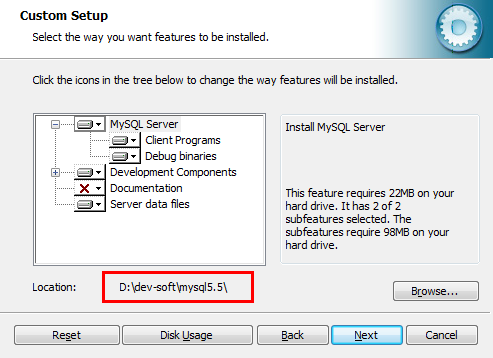 Custom Setup
Select the way you want features to be installed.
Click the icons in the tree below to change the way features will be installed.
MySQL Server
Client Programs
Debug binaries
Development Components
Documentation
Server data files
Install MySQL Server
This feature requires 22MB on your
hard drive. It has 2 of 2
subfeatures selected. The
subfeatures require 98MB on your
hard drive.
Location:
D:\dev-soft\mysql5.5\
Browse...
Reset
Disk Usage
Back
Next
Cancel